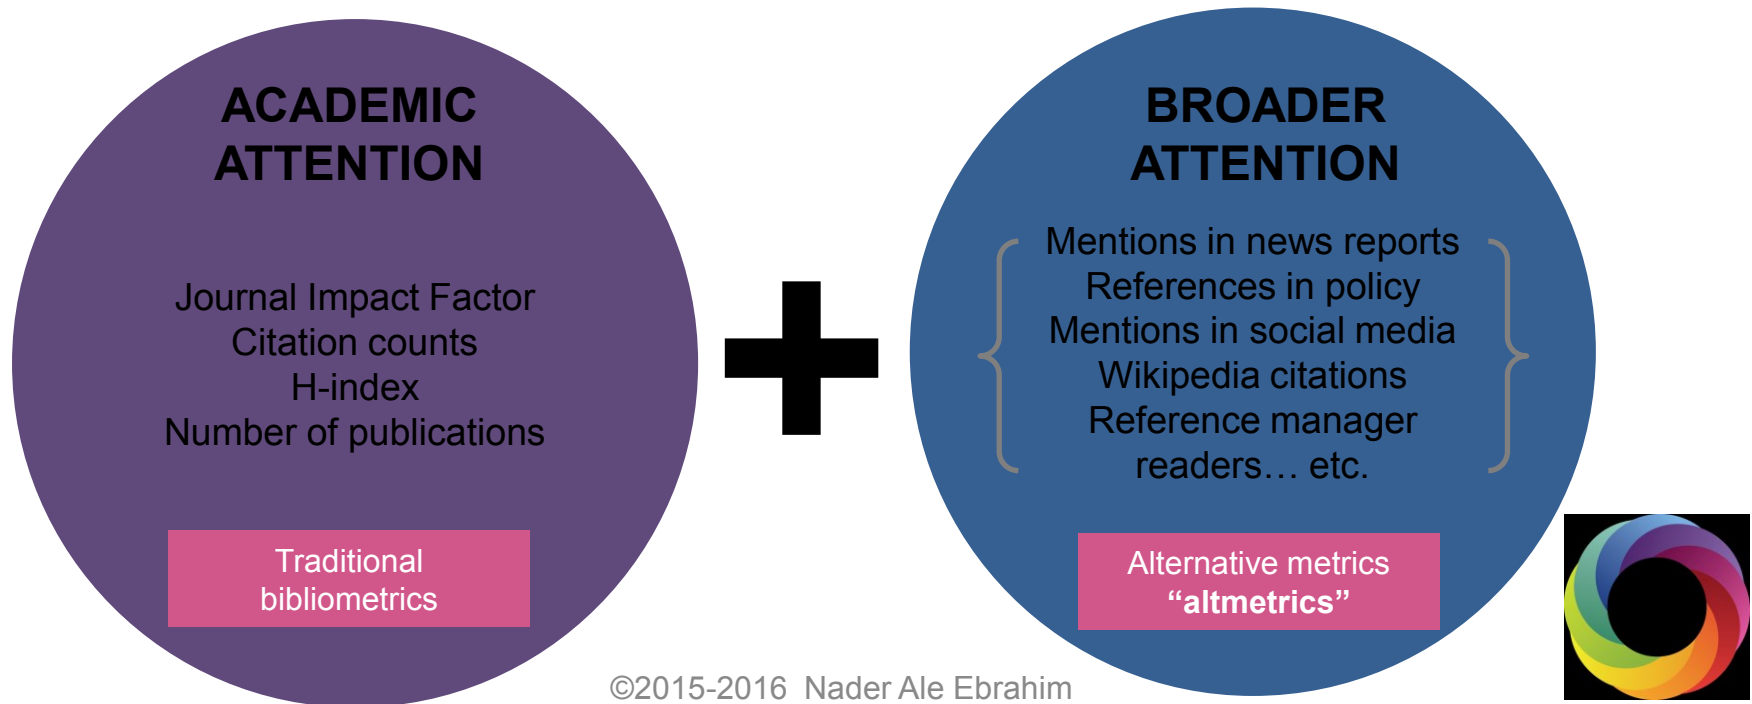 ACADEMIC
ATTENTION
Journal Impact Factor
Citation counts
H-index
Number of publications
Traditional
bibliometrics
BROADER
ATTENTION
Mentions in news reports
References in policy
Mentions in social media
Wikipedia citations
Reference manager
readers… etc.
Alternative metrics
“altmetrics”
©2015-2016 Nader Ale Ebrahim